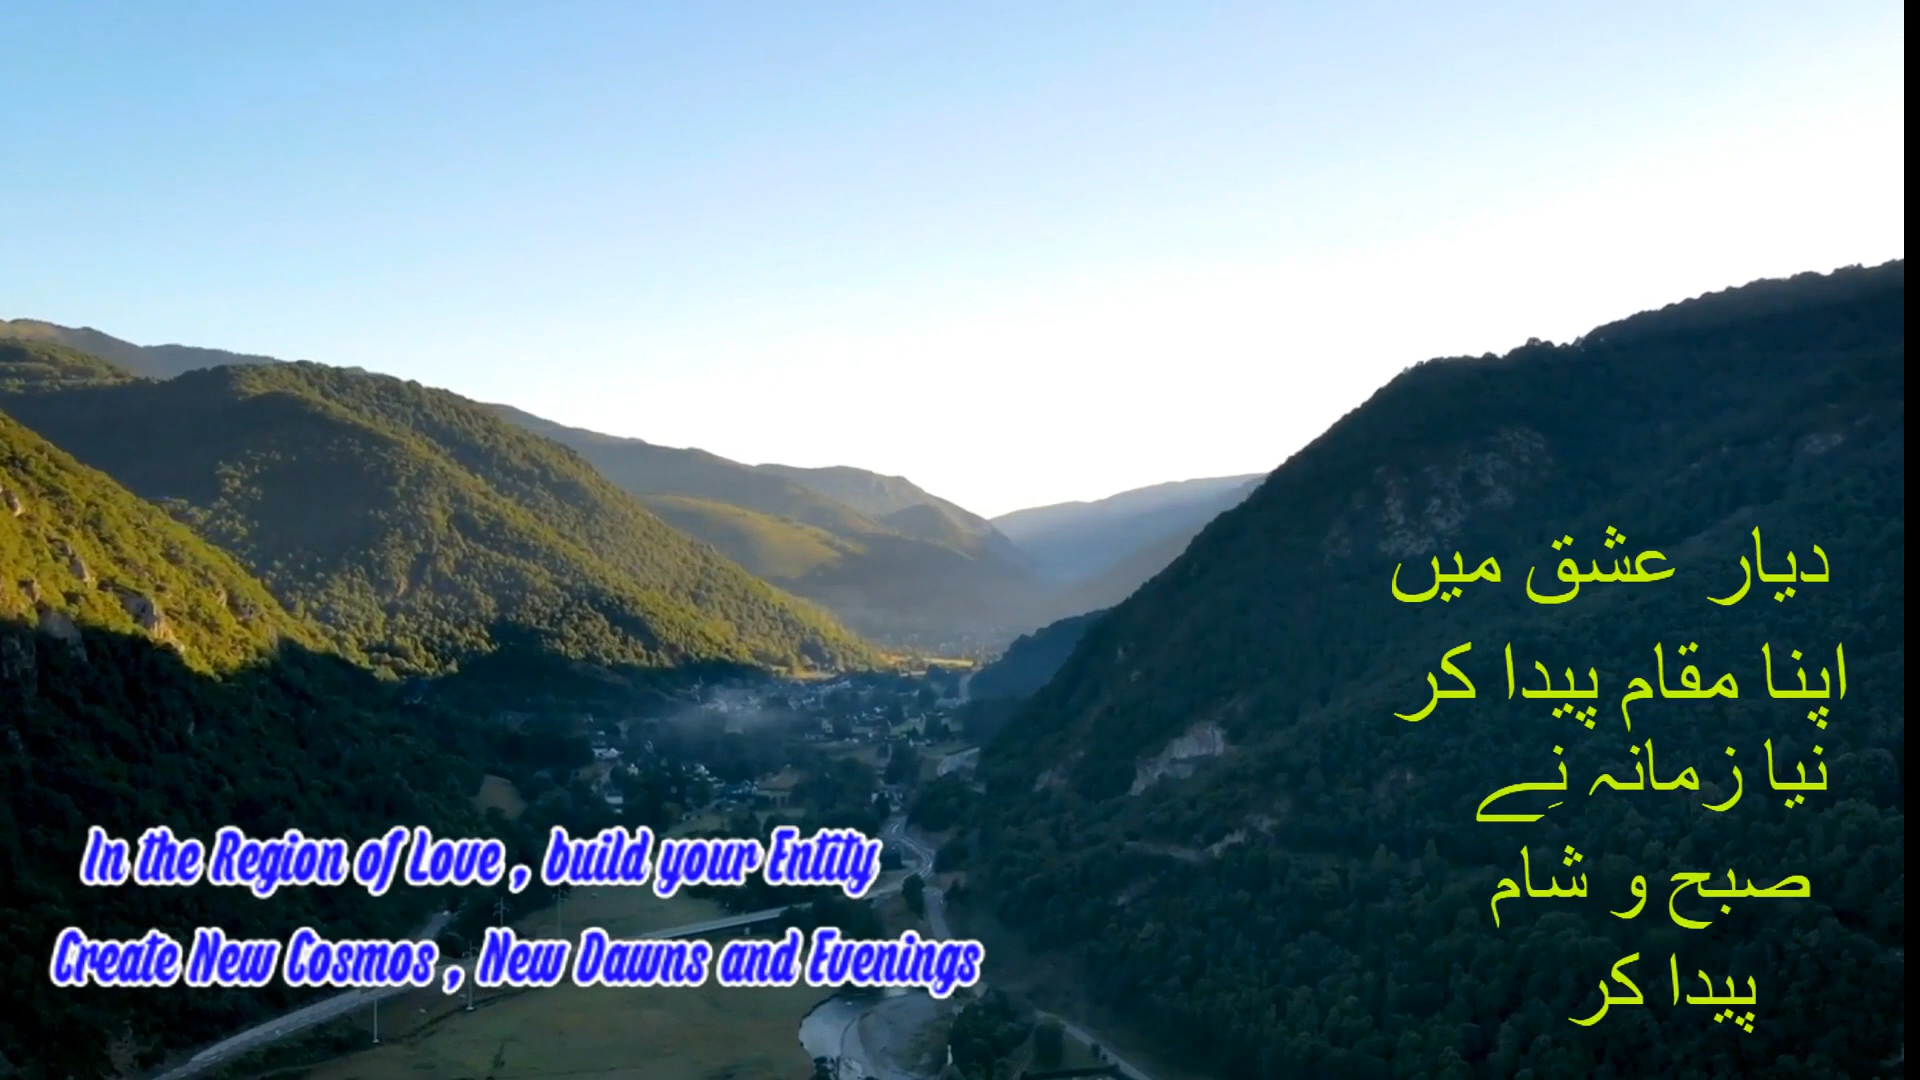 دیار عشق میں
اپنا مقام پیدا کر
نیا زمانہ نِے
صبح و شام
پیدا کر
In the Region of Love , build your Entity
Create New Cosmos , New Dawns and Evenings